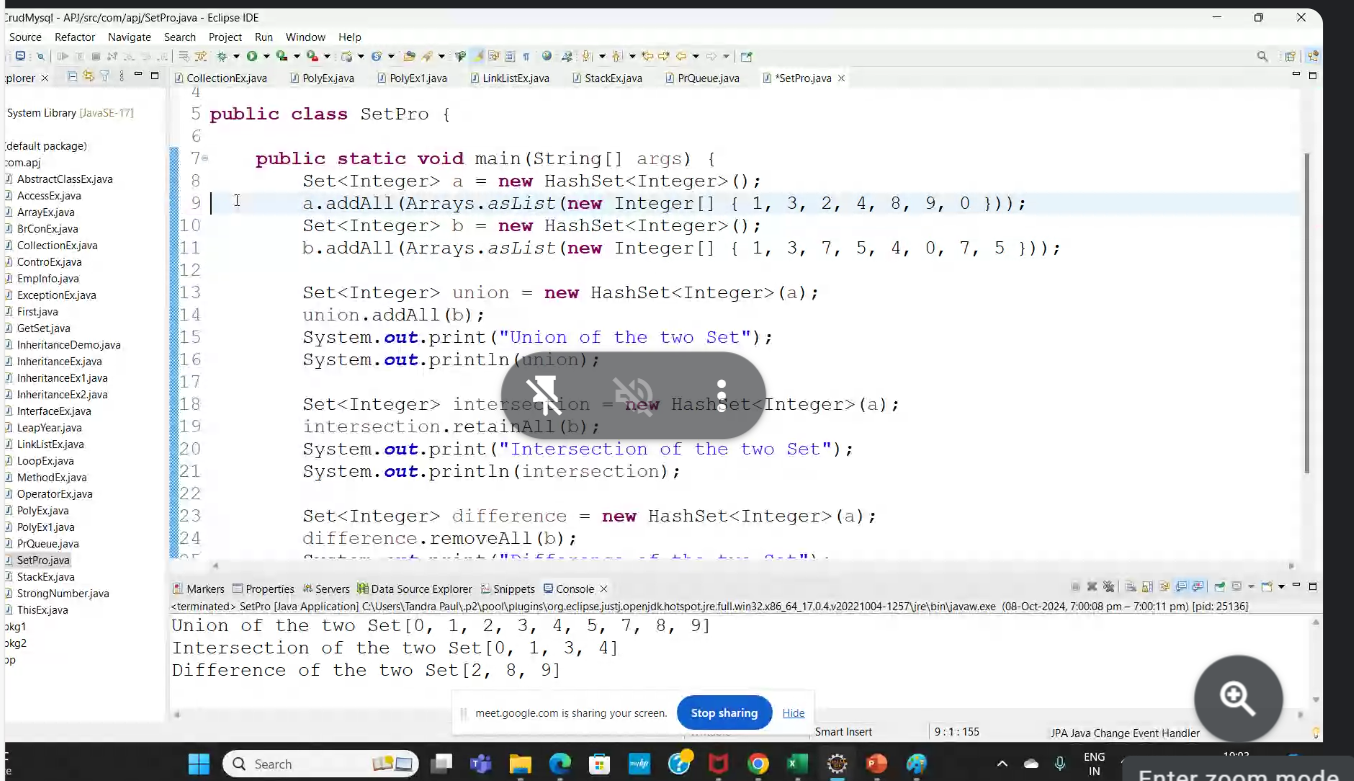 CrudMysql - APJ/src/com/apj/SetPro.java - Eclipse IDE
Source Refactor Navigate Search Project Run Window Help
plorer
CollectionEx.java PolyEx.java PolyEx1.java LinkListEx.java StackEx.java PrQueue.java *SetPro.java
System Library [JavaSE-17]
(default package)
com.apj
AbstractClassEx.java
AccessEx.java
ArrayEx.java
BrConEx.java
CollectionEx.java
ControEx.java
EmpInfo.java
ExceptionEx.java
First.java
GetSet.java
InheritanceDemo.java
InheritanceEx.java
InheritanceEx1.java
InheritanceEx2.java
InterfaceEx.java
LeapYear.java
LinkListEx.java
LoopEx.java
MethodEx.java
OperatorEx.java
PolyEx.java
PolyEx1.java
PrQueue.java
SetPro.java
StackEx.java
StrongNumber.java
ThisEx.java
pkg1
pkg2
pp
4
5 public class SetPro {
6
7 public static void main(String[] args) {
8 Set<Integer> a = new HashSet<Integer>();
9 a.addAll(Arrays.asList(new Integer[] { 1, 3, 2, 4, 8, 9, 0 }));
10 Set<Integer> b = new HashSet<Integer>();
11 b.addAll(Arrays.asList(new Integer[] { 1, 3, 7, 5, 4, 0, 7, 5 }));
12
13 Set<Integer> union = new HashSet<Integer>(a);
14 union.addAll(b);
15 System.out.print("Union of the two Set");
16 System.out.println(union);
17
18 Set<Integer> intersection = new HashSet<Integer>(a);
19 intersection.retainAll(b);
20 System.out.print("Intersection of the two Set");
21 System.out.println(intersection);
22
23 Set<Integer> difference = new HashSet<Integer>(a);
24 difference.removeAll(b);
25 System.out.print("Difference of the two Set");
Markers Properties Servers Data Source Explorer Snippets Console
<terminated> SetPro [Java Application] C:\Users\Tandra Paul\.p2\pool\plugins\org.eclipse.justj.openjdk.hotspot.jre.full.win32.x86_64_17.0.4.v20221004-1257\jre\bin\javaw.exe (08-Oct-2024, 7:00:08 pm – 7:00:11 pm) [pid: 25136]
Union of the two Set[0, 1, 2, 3, 4, 5, 7, 8, 9]
Intersection of the two Set[0, 1, 3, 4]
Difference of the two Set[2, 8, 9]
meet.google.com is sharing your screen. Stop sharing Hide
Smart Insert 9 : 1 : 155 JPA Java Change Event Handler
Search
ENG
IN
Enter zoom mode